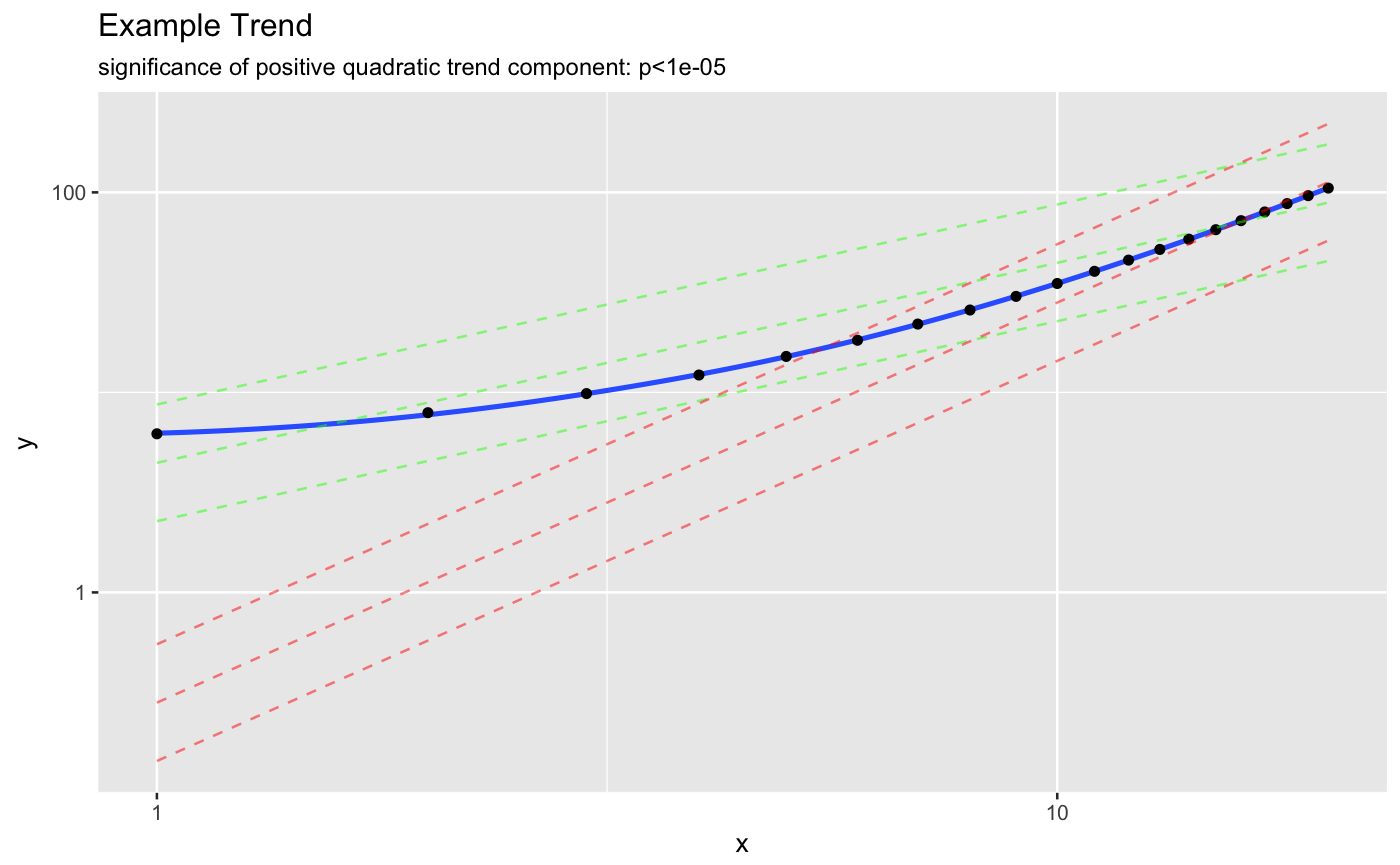 Example Trend
significance of positive quadratic trend component: p<1e-05
100
y
1
1
10
x